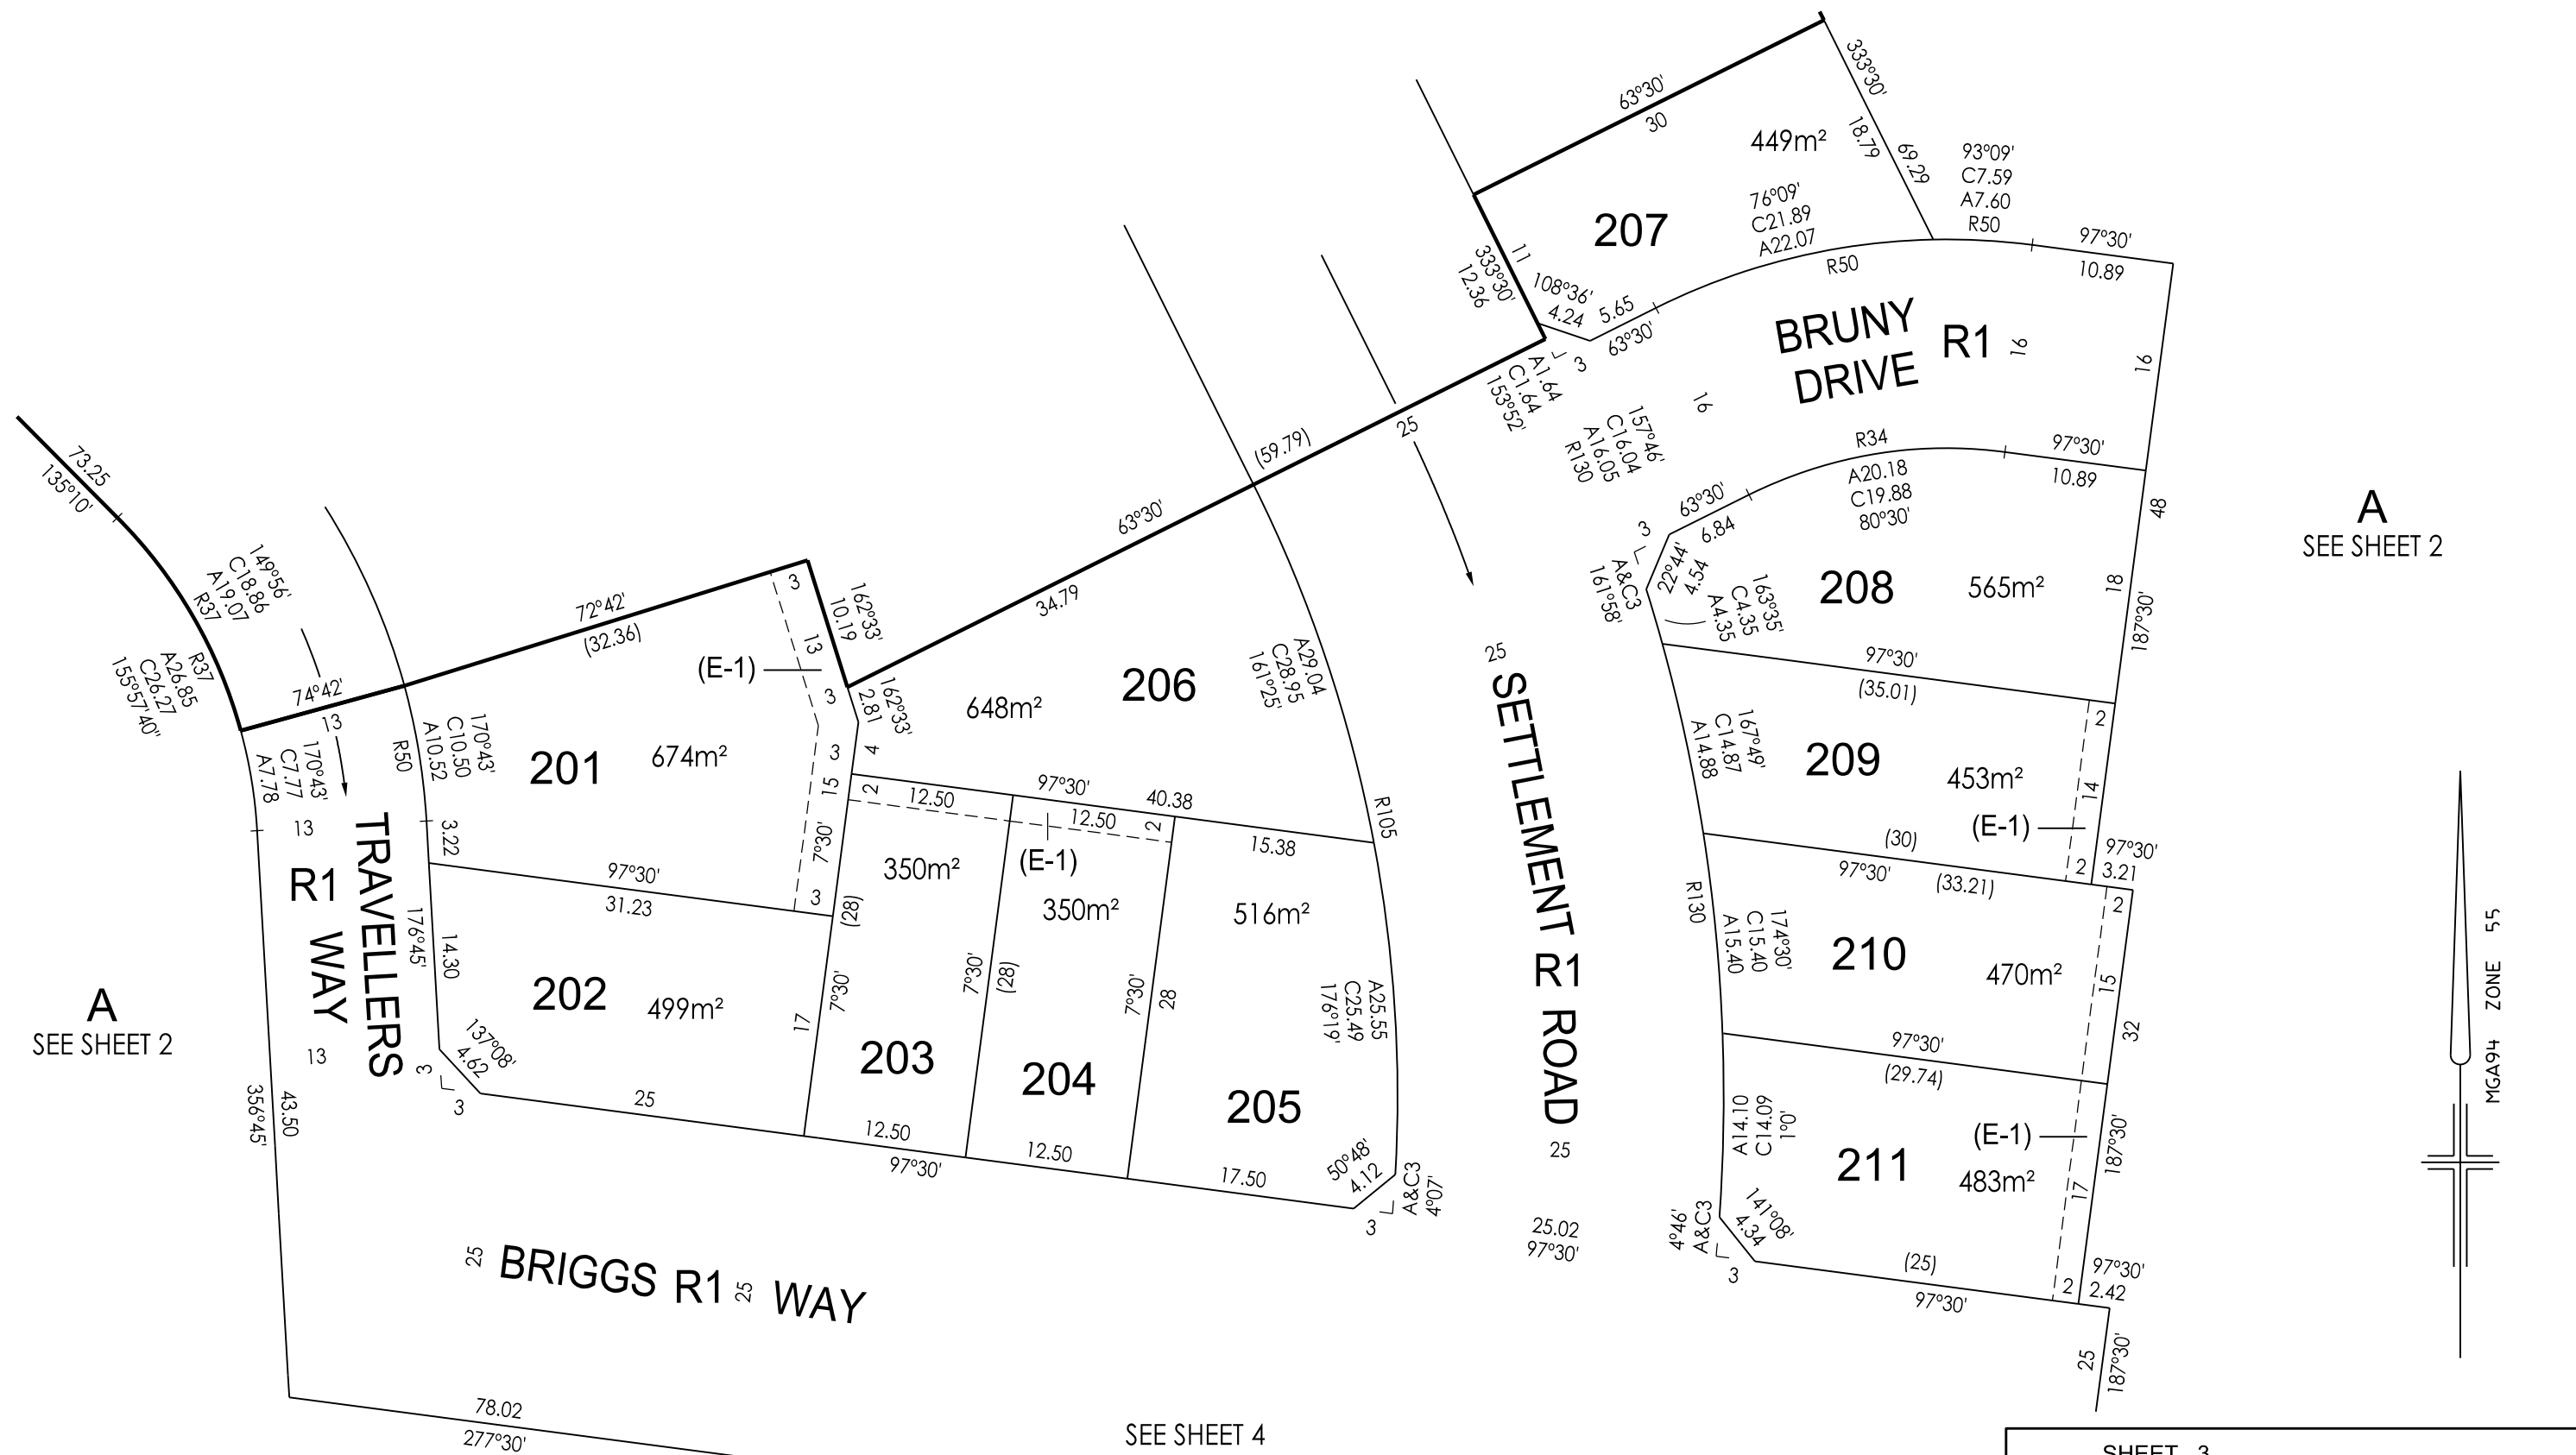 63°30'
30
333°30'
18.79
69.29
449m²
207
76°09'
C21.89
A22.07
R50
93°09'
C7.59
A7.60
R50
97°30'
10.89
11
333°30'
12.36
108°36'
4.24
5.65
63°30'
3
A1.64
C1.64
153°52'
BRUNY
DRIVE
R1
16
16
16
157°46'
C16.04
A16.05
R130
25
(59.79)
63°30'
34.79
73.25
135°10'
149°56'
C18.86
A19.07
R37
R37
A26.85
C26.27
155°57'40"
74°42'
13
72°42'
(32.36)
3
13
162°33'
10.19
(E-1)
3
162°33'
2.81
4
3
15
7°30'
3
201
674m²
170°43'
C10.50
A10.52
R50
3.22
170°43'
C7.77
A7.78
13
R1
TRAVELLERS
WAY
13
97°30'
31.23
176°45'
14.30
202
499m²
17
7°30'
137°08'
4.62
3
3
25
356°45'
43.50
A
SEE SHEET 2
648m²
206
A29.04
C28.95
161°25'
R105
97°30'
40.38
2
12.50
12.50
2
15.38
(E-1)
350m²
(28)
203
7°30'
(28)
350m²
204
7°30'
28
516m²
205
A25.55
C25.49
176°19'
12.50
97°30'
12.50
17.50
50°48'
4.12
3
A&C3
4°07'
25
SETTLEMENT R1 ROAD
25
25.02
97°30'
R34
A20.18
C19.88
80°30'
97°30'
10.89
63°30'
6.84
3
A&C3
161°58'
22°44'
4.54
163°35'
C4.35
A4.35
208
565m²
48
18
187°30'
97°30'
(35.01)
2
167°49'
C14.87
A14.88
209
453m²
14
(E-1)
(30)
97°30'
(33.21)
2
97°30'
3.21
2
R130
174°30'
C15.40
A15.40
210
470m²
15
32
97°30'
(29.74)
A14.10
C14.09
1°0'
211
(E-1)
483m²
187°30'
17
141°08'
4.34
4°46'
A&C3
3
(25)
97°30'
2
97°30'
2.42
25
187°30'
A
SEE SHEET 2
MGA94 ZONE 55
25
BRIGGS R1
25
WAY
78.02
277°30'
SEE SHEET 4
SHEET 3